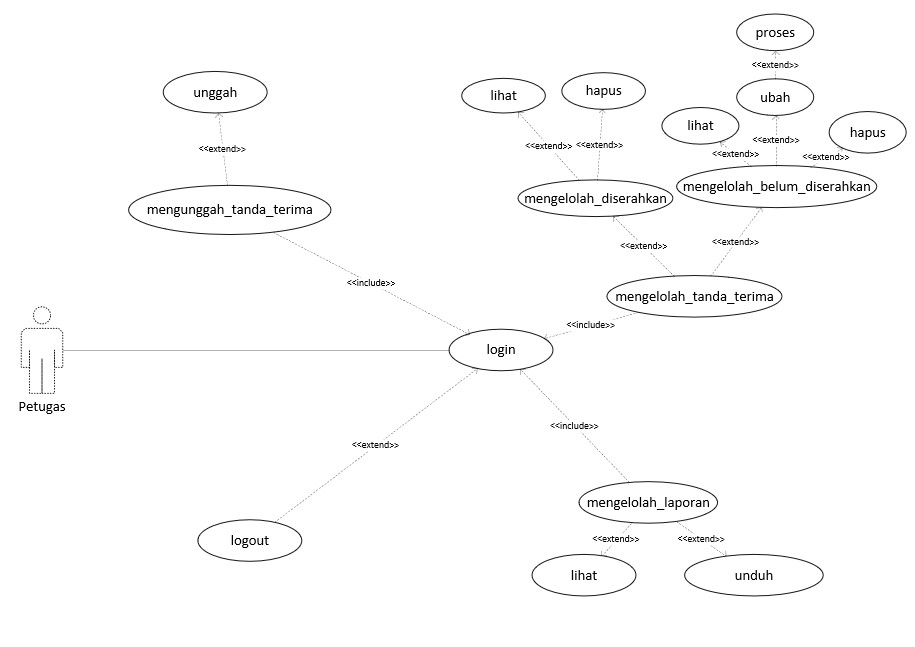 proses
<<extend>>
unggah
lihat
hapus
ubah
lihat
hapus
<<extend>>
<<extend>>
<<extend>>
<<extend>>
<<extend>>
<<extend>>
mengelolah_belum_diserahkan
mengelolah_diserahkan
mengunggah_tanda_terima
<<extend>>
<<extend>>
<<include>>
mengelolah_tanda_terima
<<include>>
login
Petugas
<<include>>
<<extend>>
mengelolah_laporan
logout
<<extend>>
<<extend>>
lihat
unduh